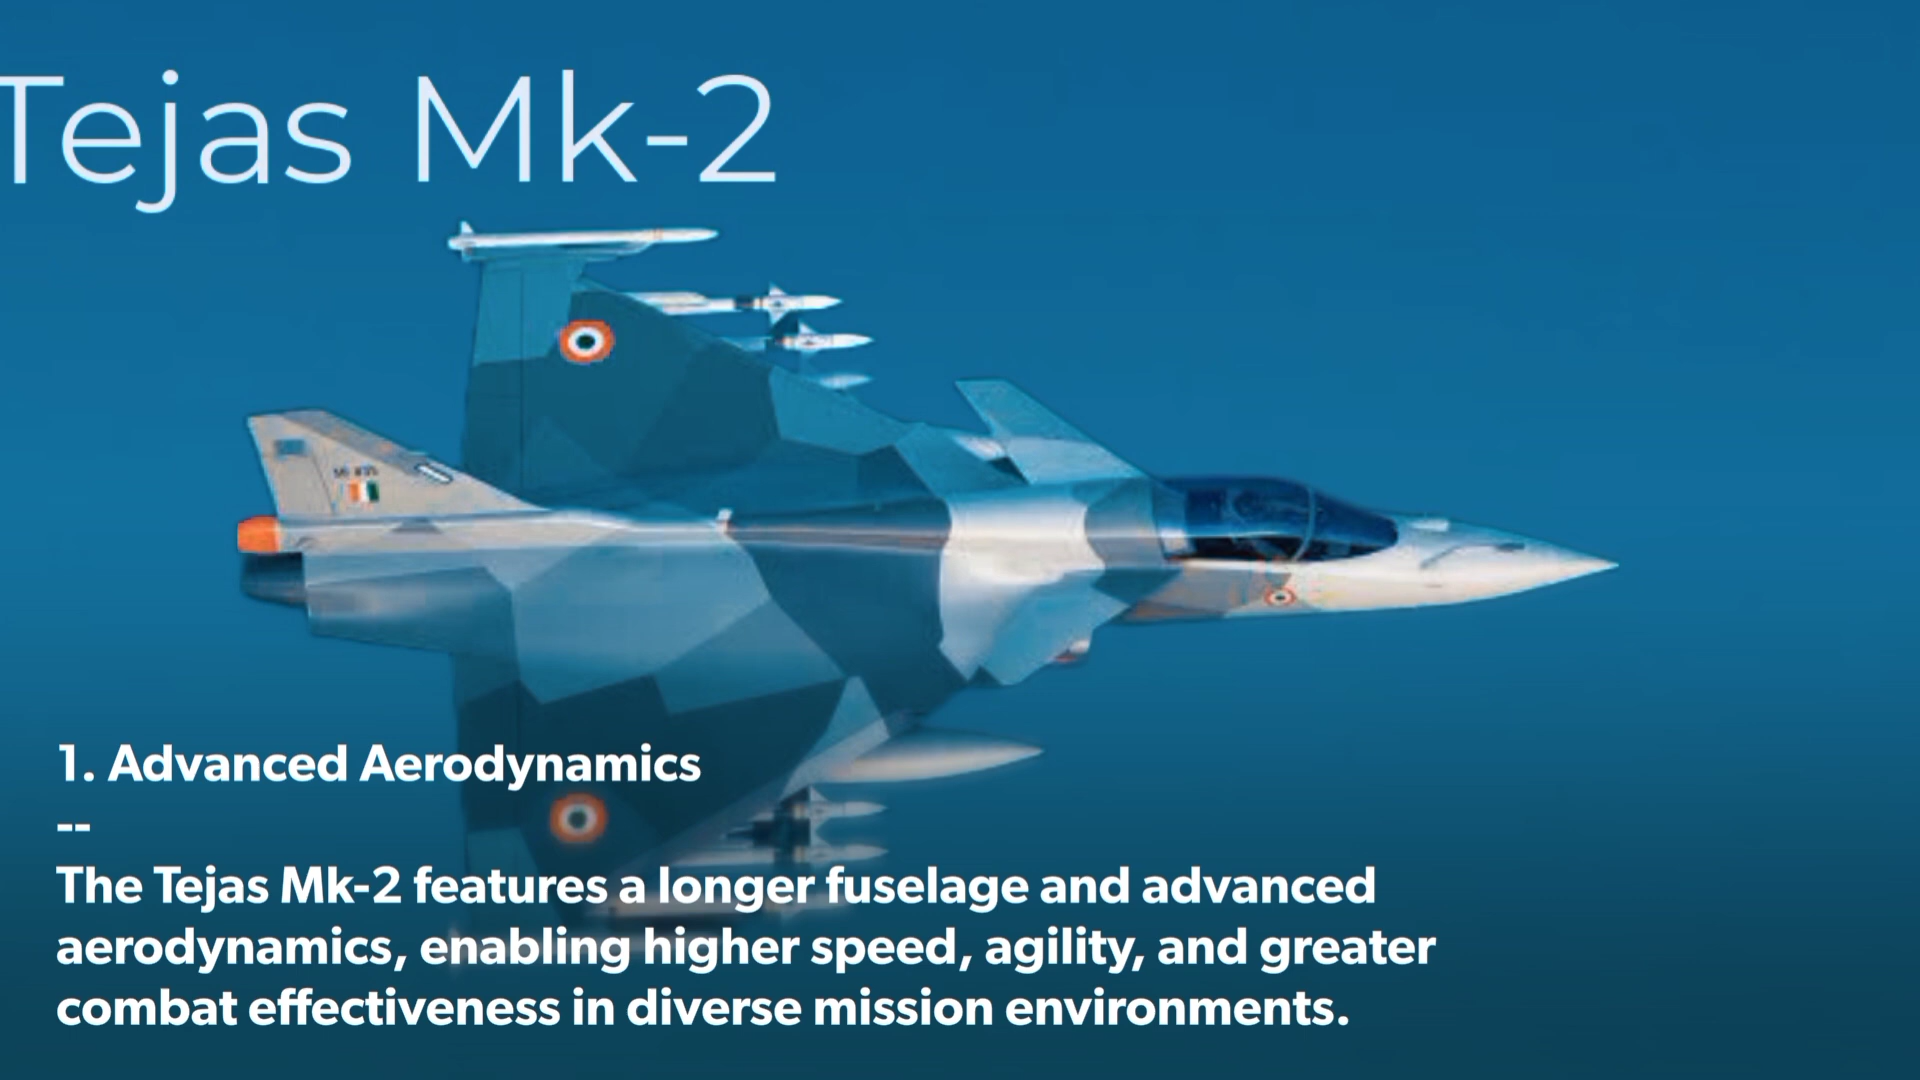 Tejas Mk-2
1. Advanced Aerodynamics
--
The Tejas Mk-2 features a longer fuselage and advanced
aerodynamics, enabling higher speed, agility, and greater
combat effectiveness in diverse mission environments.